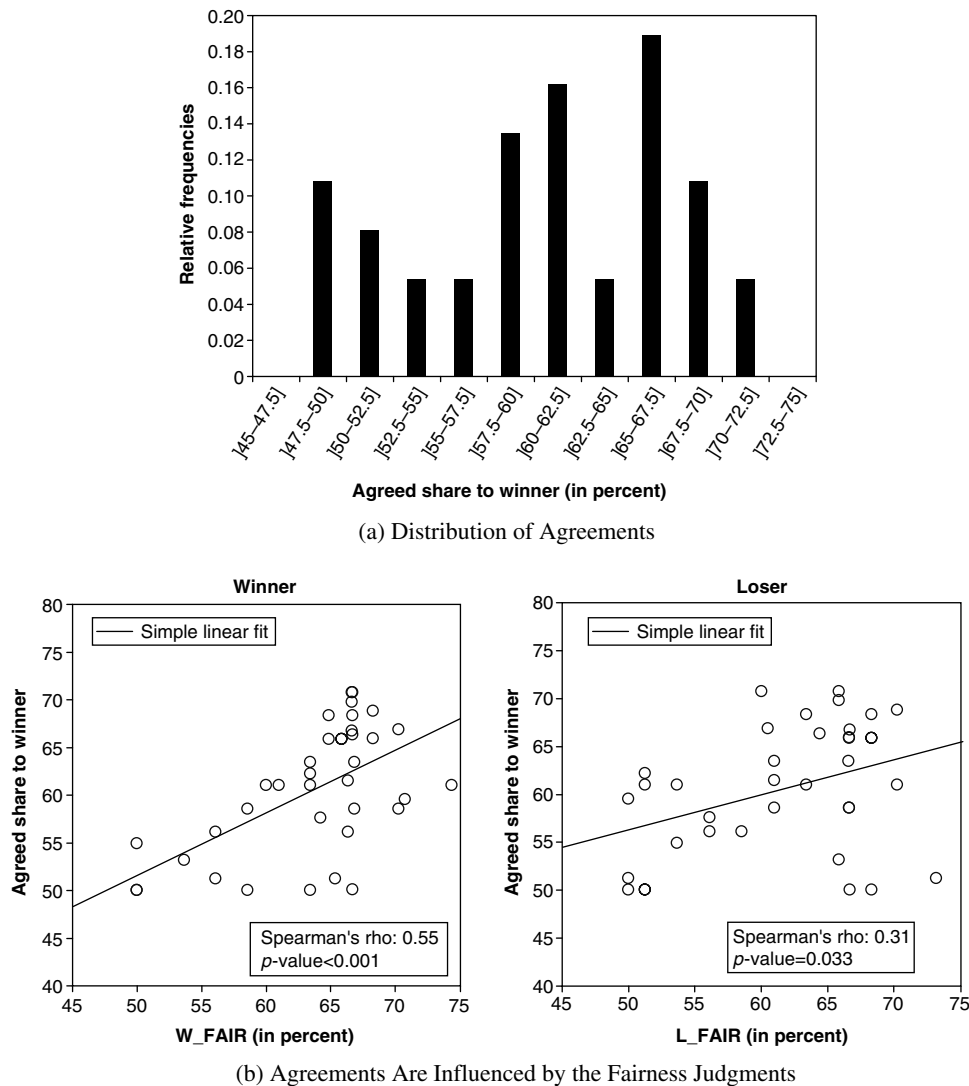 0.20
0.18
0.16
0.14
0.12
0.10
0.08
0.06
0.04
0.02
0
Relative frequencies
]45–47.5]
]47.5–50]
]50–52.5]
]52.5–55]
]55–57.5]
]57.5–60]
]60–62.5]
]62.5–65]
]65–67.5]
]67.5–70]
]70–72.5]
]72.5–75]
Agreed share to winner (in percent)
(a) Distribution of Agreements
Winner
80
75
70
65
60
55
50
45
40
Agreed share to winner
Simple linear fit
Spearman's rho: 0.55
p-value<0.001
45 50 55 60 65 70 75
W_FAIR (in percent)
Loser
80
75
70
65
60
55
50
45
40
Agreed share to winner
Simple linear fit
Spearman's rho: 0.31
p-value=0.033
45 50 55 60 65 70 75
L_FAIR (in percent)
(b) Agreements Are Influenced by the Fairness Judgments